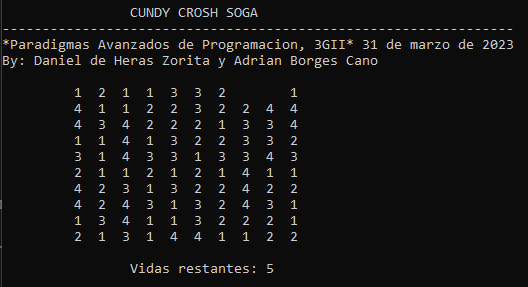 CUNDY CROSH SOGA
----------------------------------------------------------------
*Paradigmas Avanzados de Programacion, 3GII* 31 de marzo de 2023
By: Daniel de Heras Zorita y Adrian Borges Cano
1 2 1 1 3 3 2     1
4 1 1 2 2 3 2 2 4 4
4 3 4 2 2 2 1 3 3 4
1 1 4 1 3 2 2 3 3 2
3 1 4 3 3 1 3 3 4 3
2 1 1 2 1 2 1 4 1 1
4 2 3 1 3 2 2 4 2 2
4 2 4 3 1 3 2 4 3 1
1 3 4 1 1 3 2 2 2 1
2 1 3 1 4 4 1 1 2 2
Vidas restantes: 5